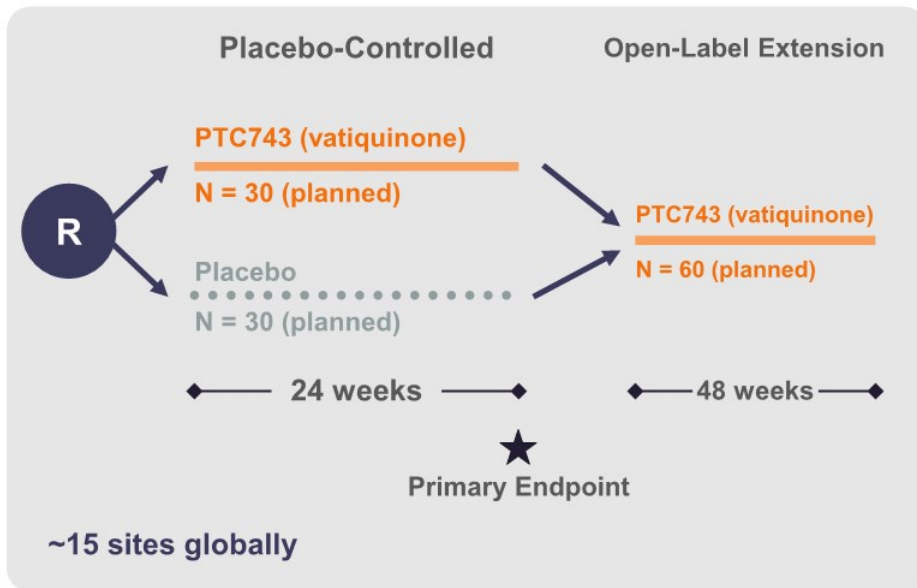 Placebo-Controlled
Open-Label Extension
R
PTC743 (vatiquinone)
N = 30 (planned)
Placebo
N = 30 (planned)
PTC743 (vatiquinone)
N = 60 (planned)
24 weeks
48 weeks
Primary Endpoint
~15 sites globally